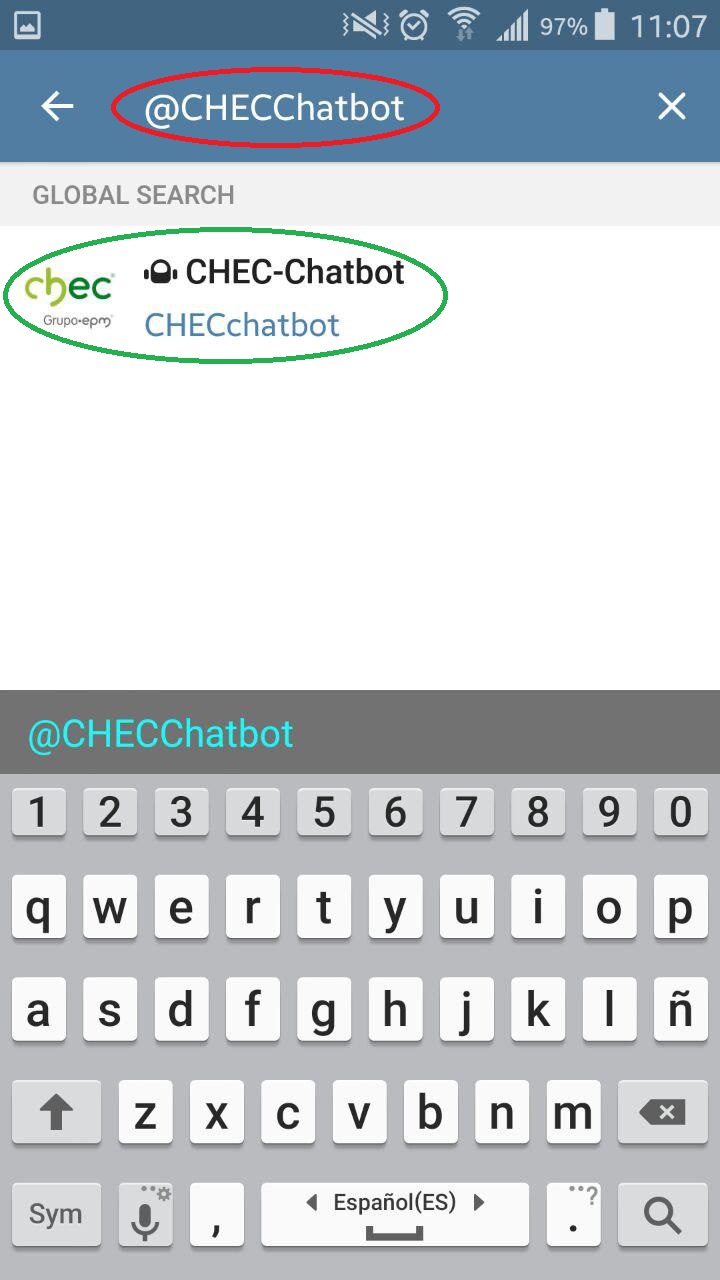 97% 11:07
@CHECChatbot
GLOBAL SEARCH
chec
Grupo•epm
CHEC-Chatbot
CHECchatbot
@CHECChatbot
1 2 3 4 5 6 7 8 9 0
q w e r t y u i o p
a s d f g h j k l ñ
z x c v b n m
Sym , Español(ES) . ?